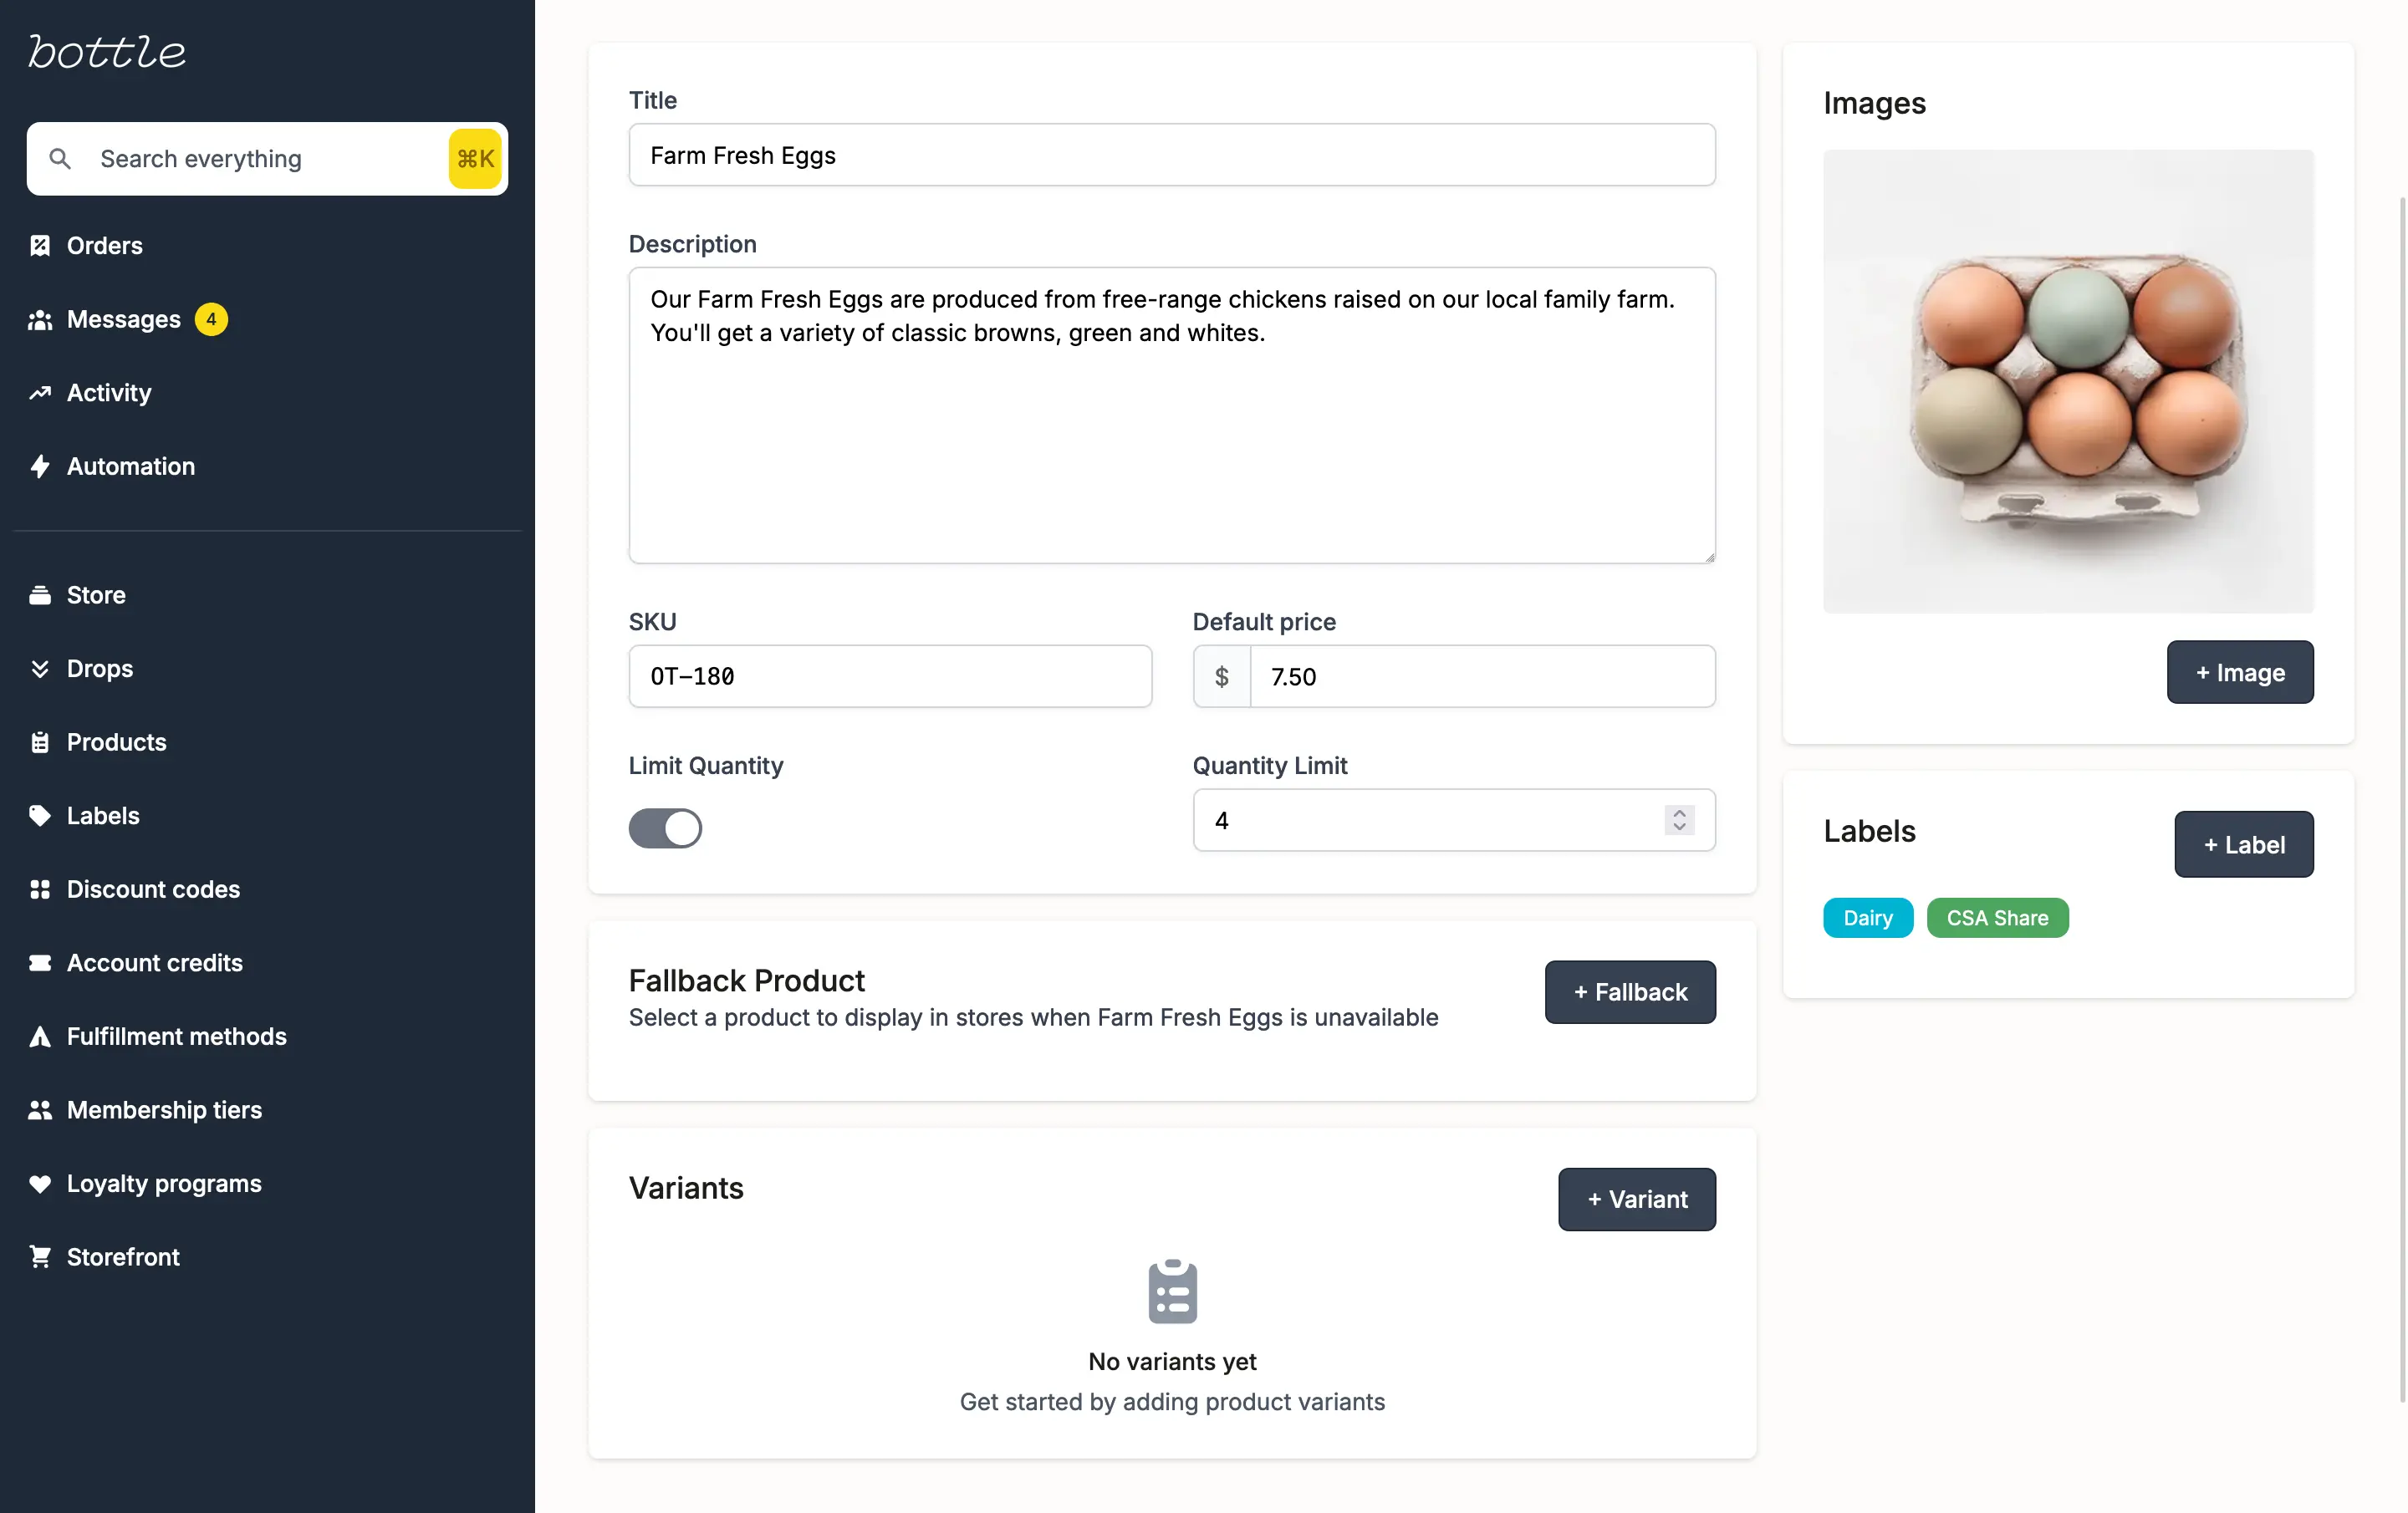 bottle
Search everything
⌘K
Orders
Messages 4
Activity
Automation
Store
Drops
Products
Labels
Discount codes
Account credits
Fulfillment methods
Membership tiers
Loyalty programs
Storefront
Title
Farm Fresh Eggs
Description
Our Farm Fresh Eggs are produced from free-range chickens raised on our local family farm.
You'll get a variety of classic browns, green and whites.
SKU
Default price
OT-180
$ 7.50
Limit Quantity
Quantity Limit
4
Fallback Product
+ Fallback
Select a product to display in stores when Farm Fresh Eggs is unavailable
Variants
+ Variant
No variants yet
Get started by adding product variants
Images
+ Image
Labels
+ Label
Dairy
CSA Share